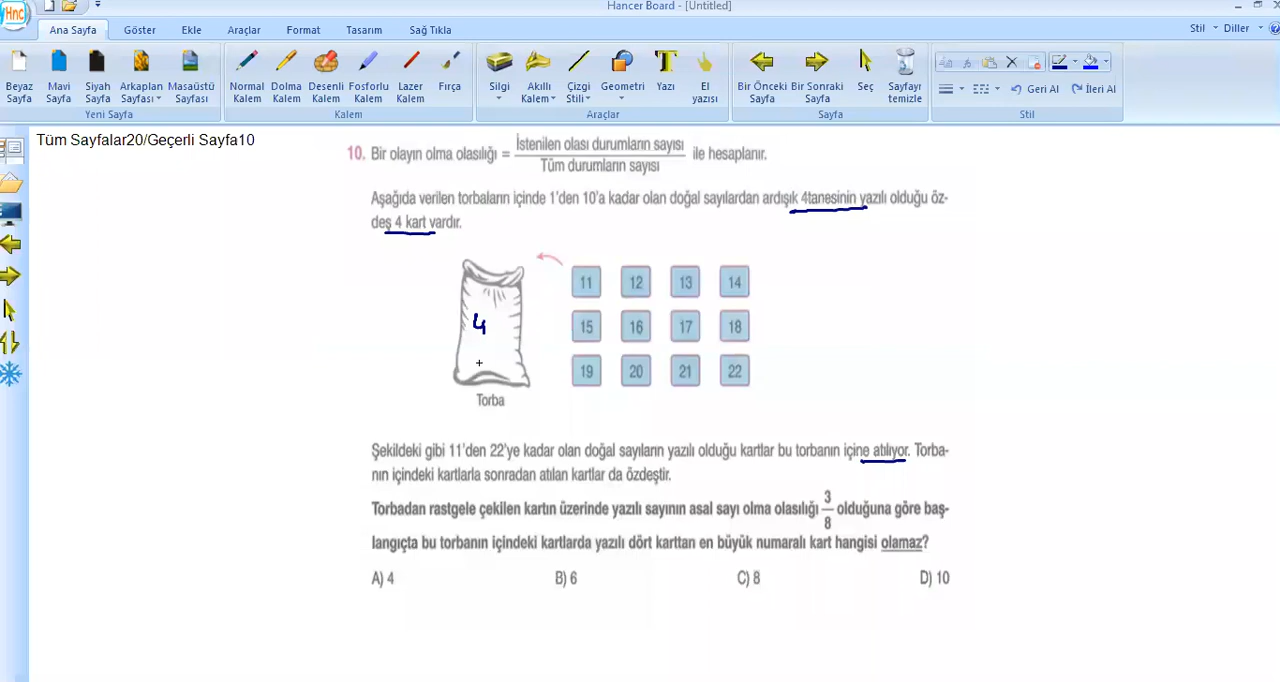 Hnc
Hancer Board - [Untitled]
Ana Sayfa Göster Ekle Araçlar Format Tasarım Sağ Tıkla Stil Diller
Beyaz Sayfa Mavi Sayfa Siyah Sayfa Arkaplan Sayfası Masaüstü Sayfası
Normal Kalem Dolma Kalem Desenli Kalem Fosforlu Kalem Lazer Kalem Fırça
Silgi Akıllı Kalem Çizgi Stili Geometri Yazı El yazısı
Bir Önceki Sayfa Bir Sonraki Sayfa Seç Sayfayı temizle
Geri Al İleri Al
Yeni Sayfa Kalem Araçlar Sayfa Stil
Tüm Sayfalar20/Geçerli Sayfa10
10. Bir olayın olma olasılığı = İstenilen olası durumların sayısı / Tüm durumların sayısı ile hesaplanır.
Aşağıda verilen torbaların içinde 1'den 10'a kadar olan doğal sayılardan ardışık 4tanesinin yazılı olduğu öz-
deş 4 kart vardır.
11 12 13 14
4
15 16 17 18
19 20 21 22
Torba
Şekildeki gibi 11'den 22'ye kadar olan doğal sayıların yazılı olduğu kartlar bu torbanın içine atılıyor. Torba-
nın içindeki kartlarla sonradan atılan kartlar da özdeştir.
Torbadan rastgele çekilen kartın üzerinde yazılı sayının asal sayı olma olasılığı 3/8 olduğuna göre baş-
langıçta bu torbanın içindeki kartlarda yazılı dört karttan en büyük numaralı kart hangisi olamaz?
A) 4 B) 6 C) 8 D) 10